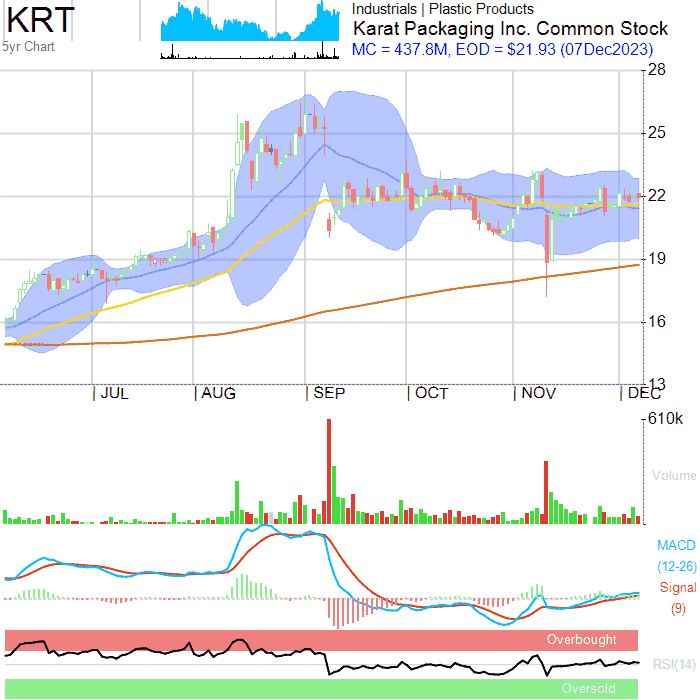 KRT
5yr Chart
Industrials | Plastic Products
Karat Packaging Inc. Common Stock
MC = 437.8M, EOD = $21.93 (07Dec2023)
28
25
22
19
16
13
JUL
AUG
SEP
OCT
NOV
DEC
610k
Volume
MACD
(12-26)
Signal
(9)
Overbought
RSI(14)
Oversold